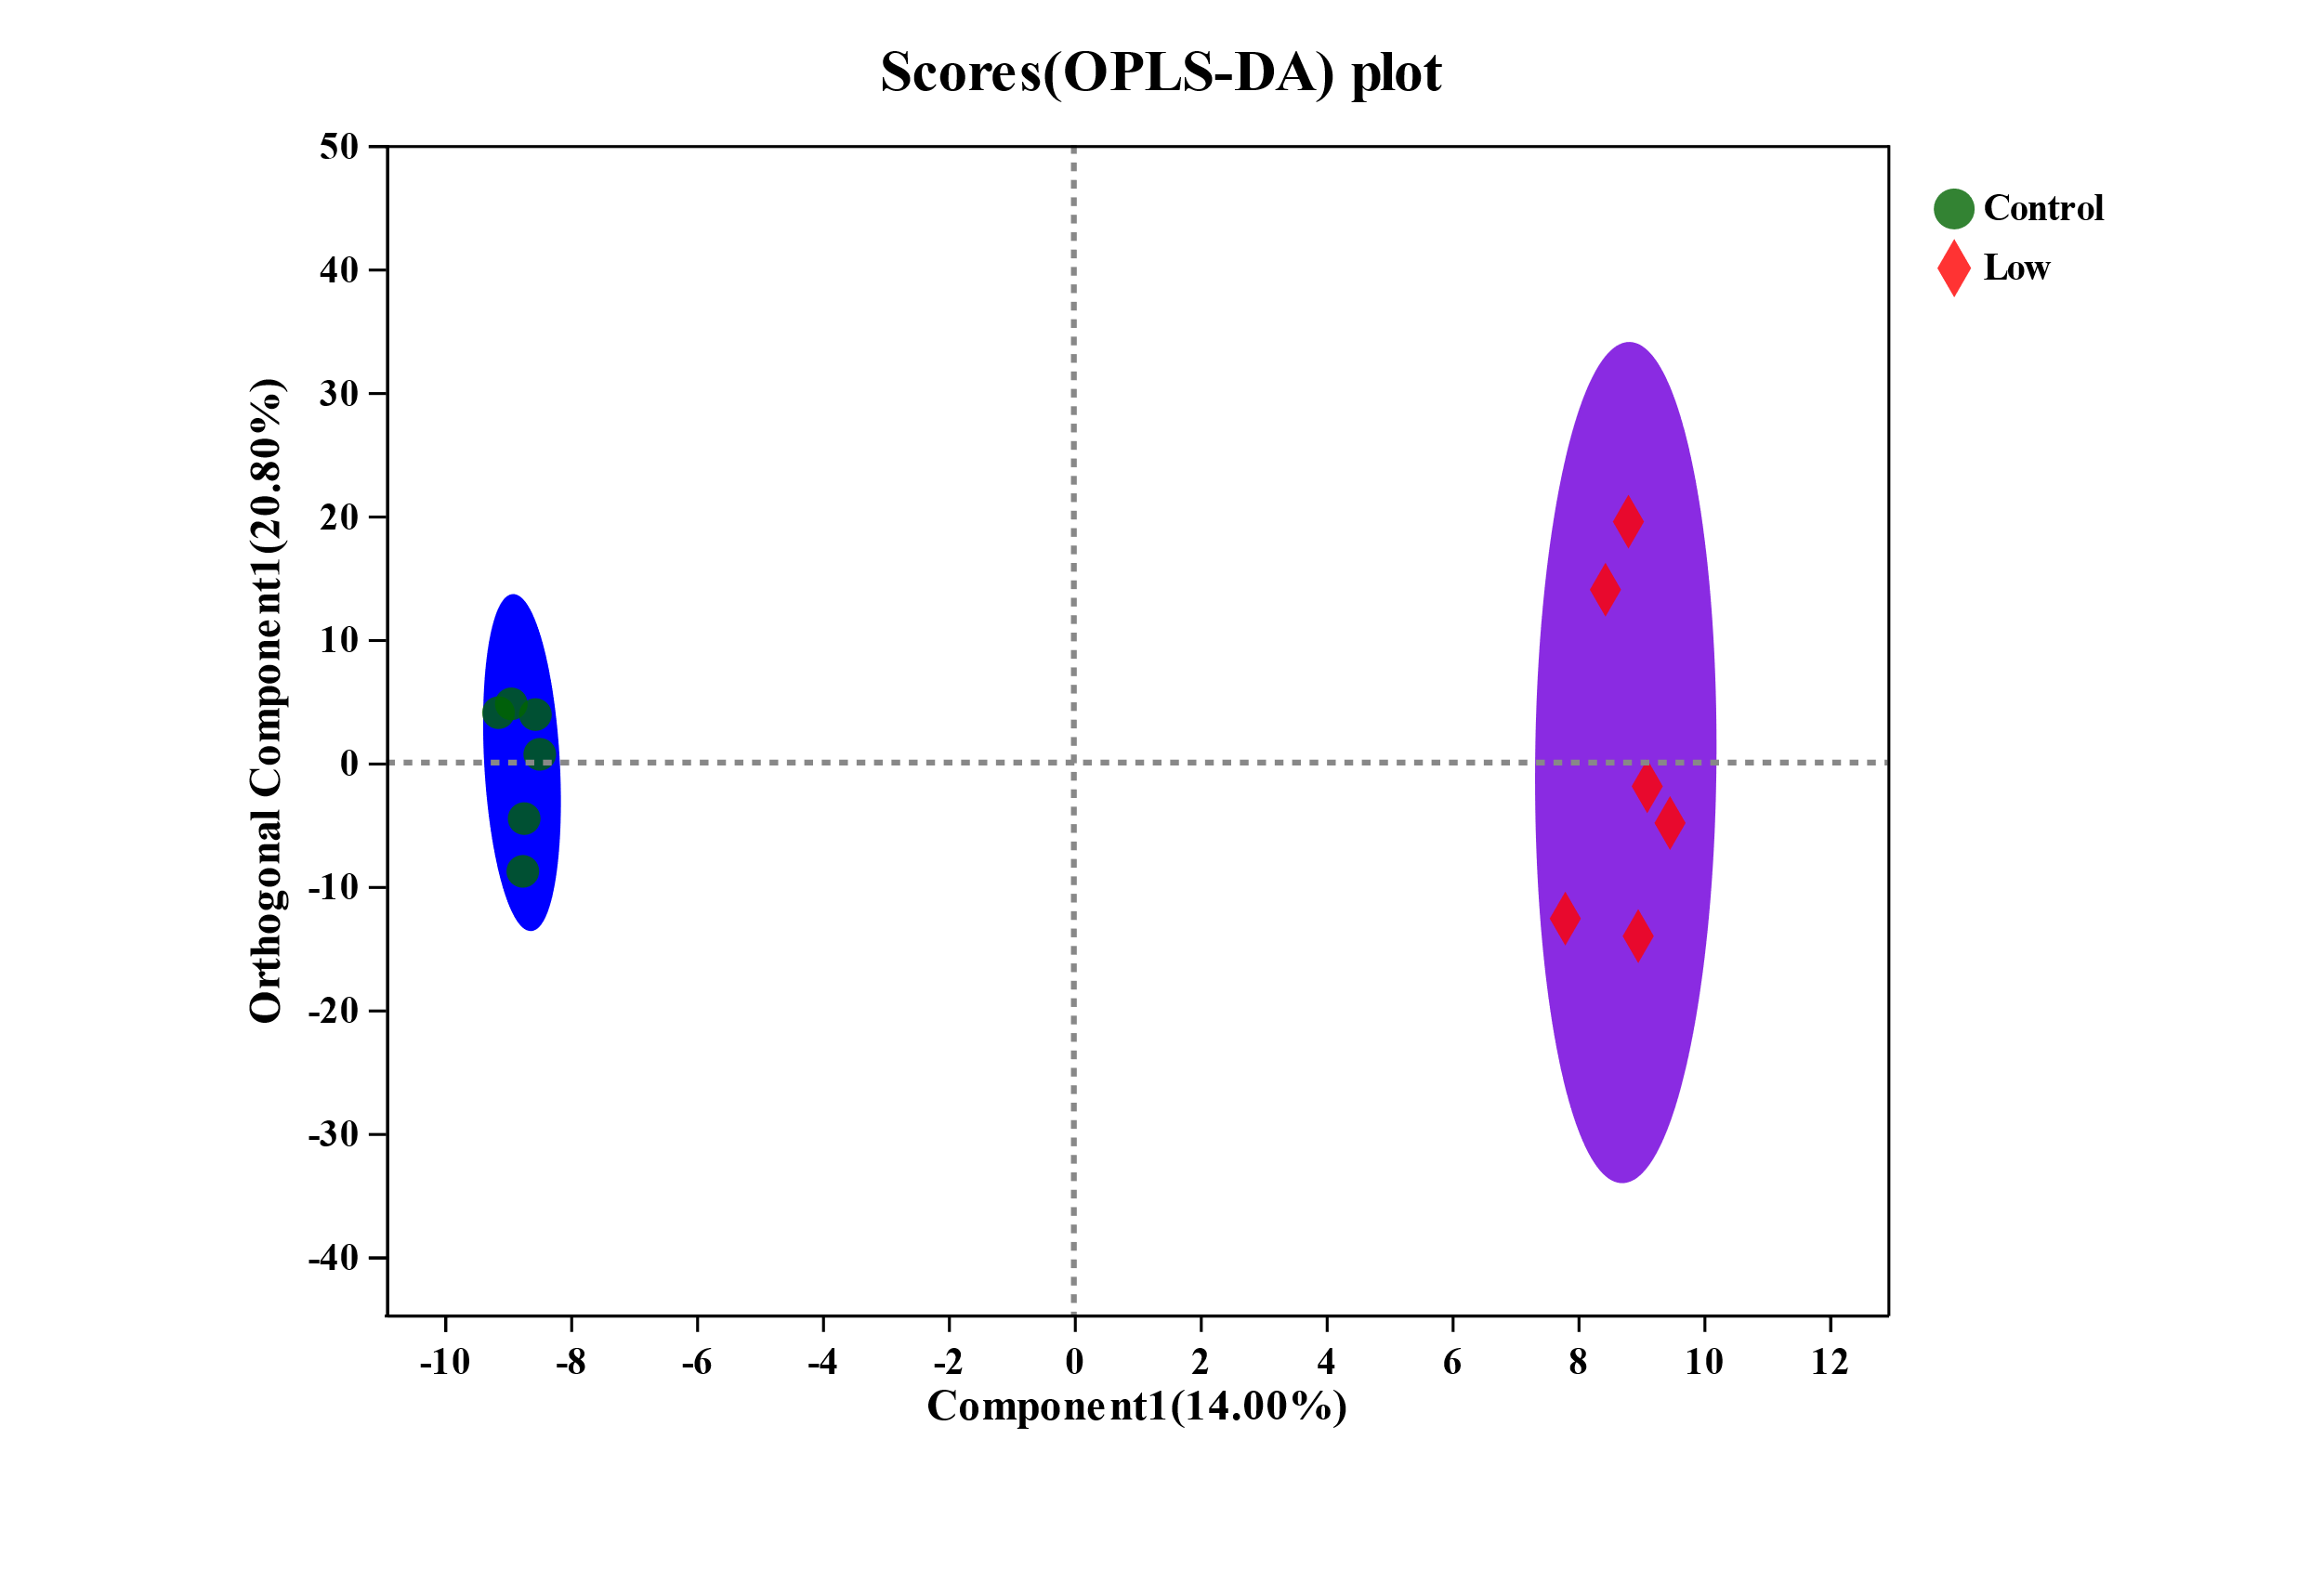 Scores(OPLS-DA) plot
Control
Low
Orthogonal Component1(20.80%)
50
40
30
20
10
0
-10
-20
-30
-40
-10 -8 -6 -4 -2 0 2 4 6 8 10 12
Component1(14.00%)